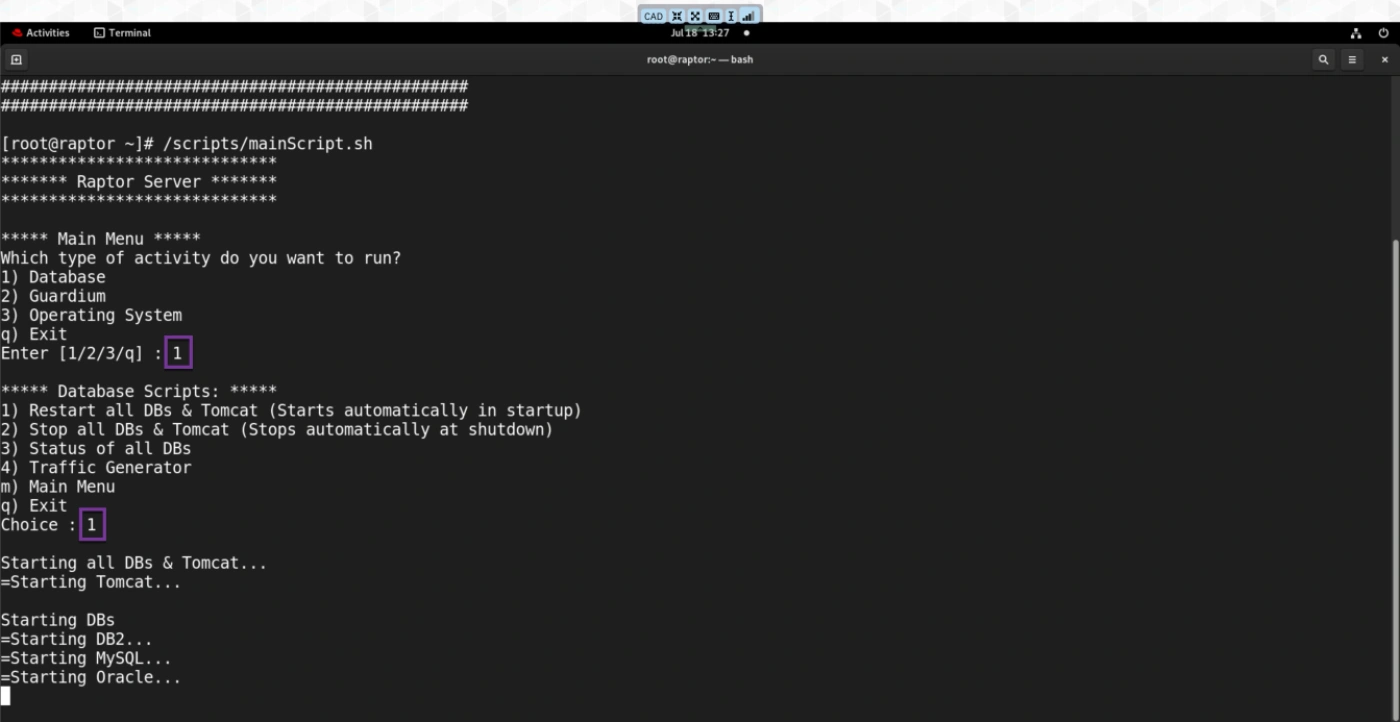 CAD
Activities Terminal Jul 18 13:27
root@raptor:~ — bash
#################################################
#################################################
[root@raptor ~]# /scripts/mainScript.sh
*****************************
******* Raptor Server *******
*****************************
***** Main Menu *****
Which type of activity do you want to run?
1) Database
2) Guardium
3) Operating System
q) Exit
Enter [1/2/3/q] : 1
***** Database Scripts: *****
1) Restart all DBs & Tomcat (Starts automatically in startup)
2) Stop all DBs & Tomcat (Stops automatically at shutdown)
3) Status of all DBs
4) Traffic Generator
m) Main Menu
q) Exit
Choice : 1
Starting all DBs & Tomcat...
=Starting Tomcat...
Starting DBs
=Starting DB2...
=Starting MySQL...
=Starting Oracle...